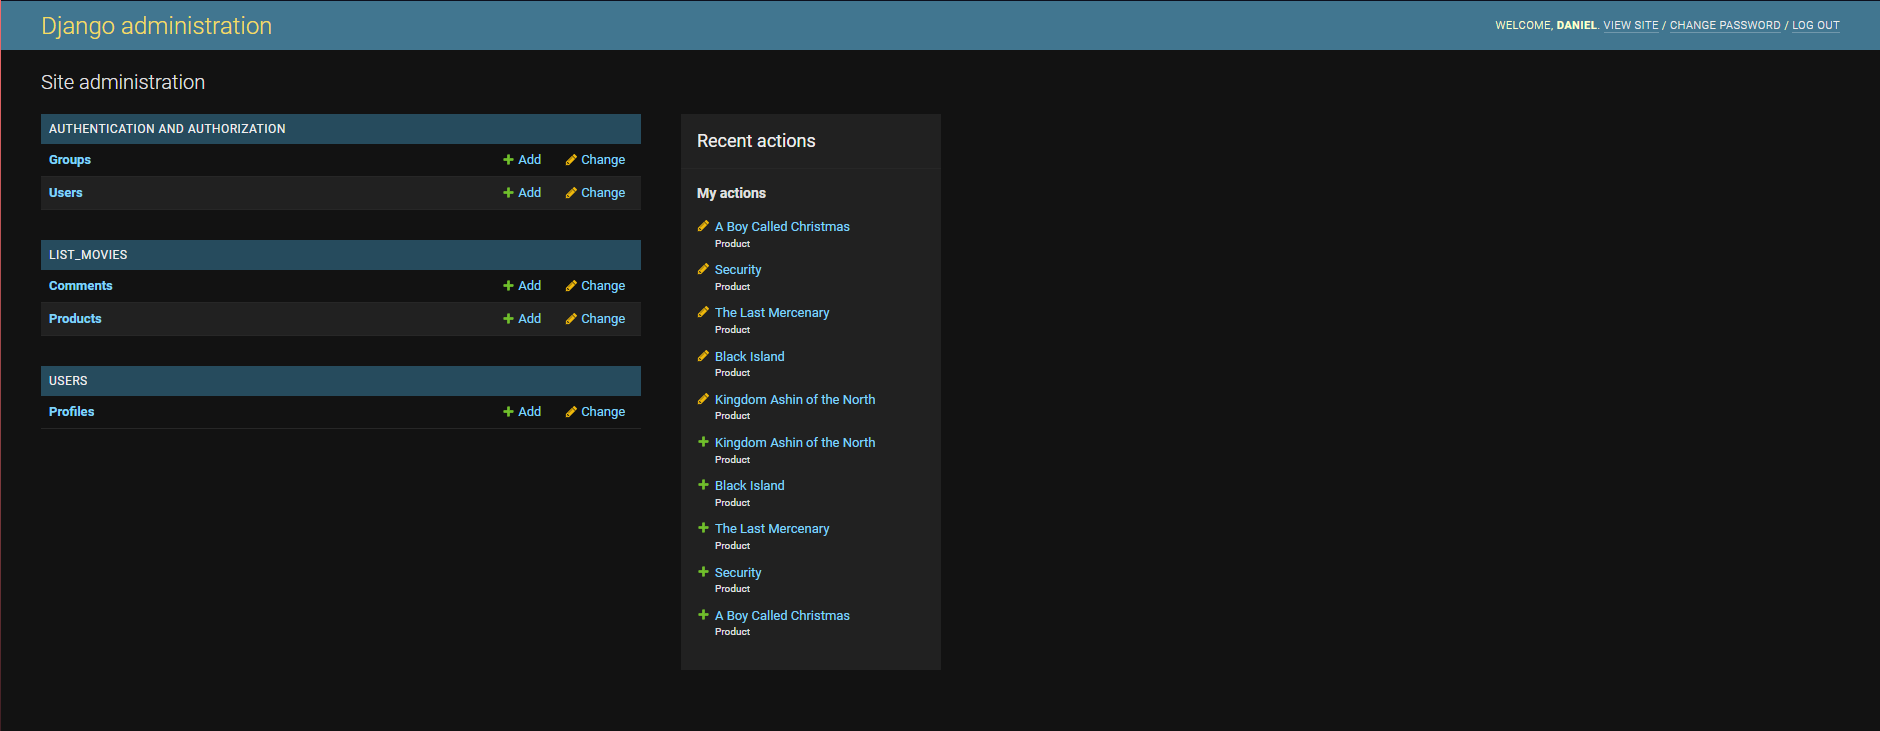 Django administration
WELCOME, DANIEL. VIEW SITE / CHANGE PASSWORD / LOG OUT
Site administration
AUTHENTICATION AND AUTHORIZATION
Groups Add Change
Users Add Change
LIST_MOVIES
Comments Add Change
Products Add Change
USERS
Profiles Add Change
Recent actions
My actions
A Boy Called Christmas
Product
Security
Product
The Last Mercenary
Product
Black Island
Product
Kingdom Ashin of the North
Product
Kingdom Ashin of the North
Product
Black Island
Product
The Last Mercenary
Product
Security
Product
A Boy Called Christmas
Product